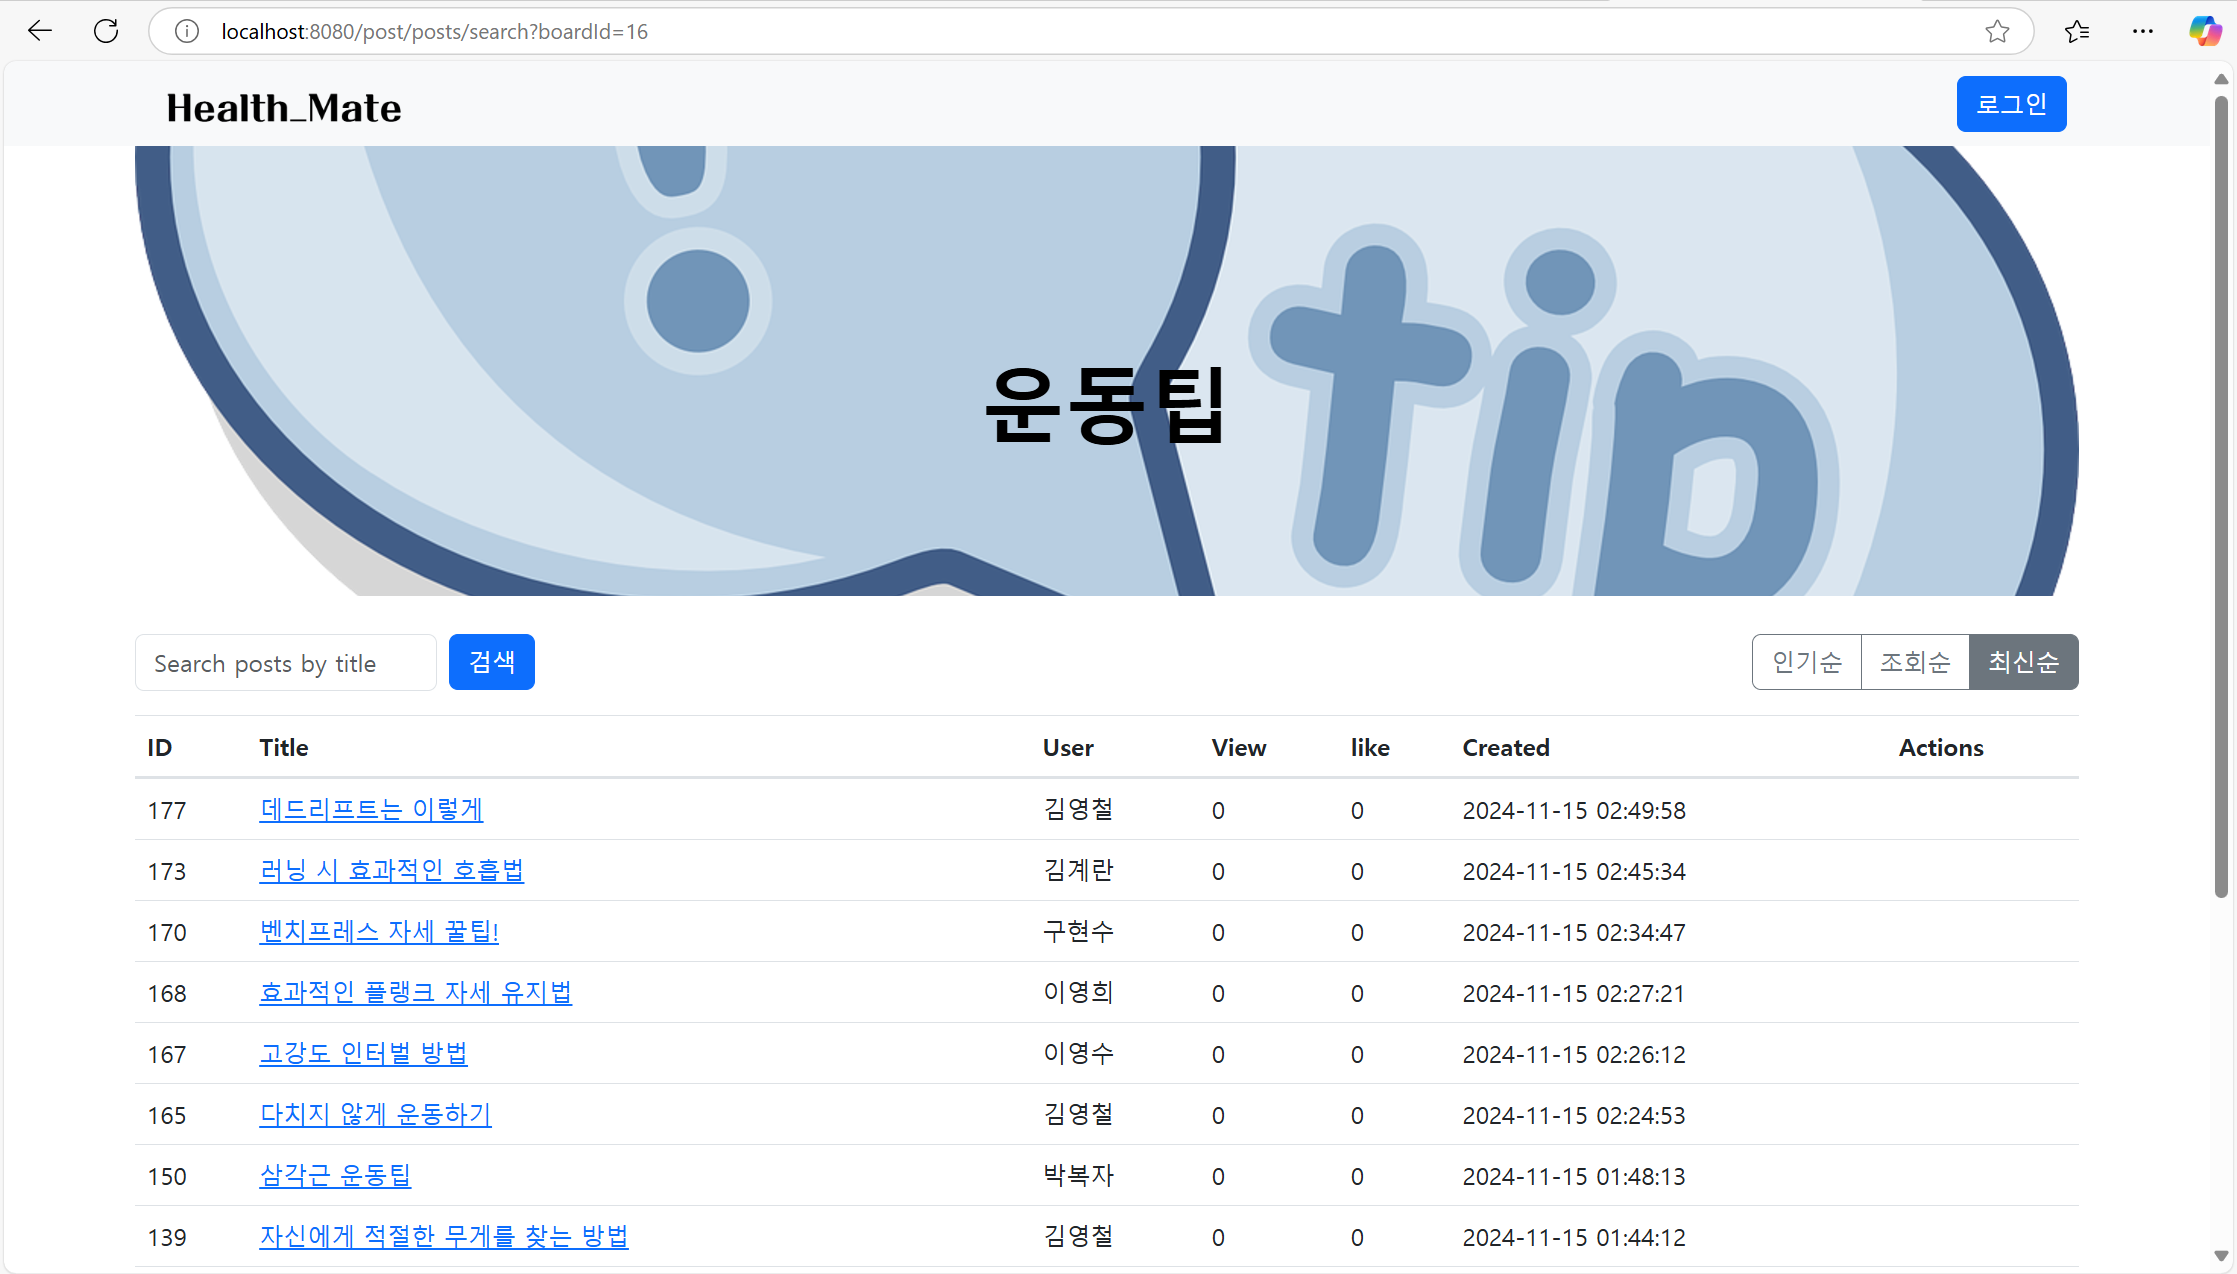 localhost:8080/post/posts/search?boardId=16
Health_Mate
로그인
! tip
운동팁
Search posts by title 검색 인기순 조회순 최신순
ID Title User View like Created Actions
177 데드리프트는 이렇게 김영철 0 0 2024-11-15 02:49:58
173 러닝 시 효과적인 호흡법 김계란 0 0 2024-11-15 02:45:34
170 벤치프레스 자세 꿀팁! 구현수 0 0 2024-11-15 02:34:47
168 효과적인 플랭크 자세 유지법 이영희 0 0 2024-11-15 02:27:21
167 고강도 인터벌 방법 이영수 0 0 2024-11-15 02:26:12
165 다치지 않게 운동하기 김영철 0 0 2024-11-15 02:24:53
150 삼각근 운동팁 박복자 0 0 2024-11-15 01:48:13
139 자신에게 적절한 무게를 찾는 방법 김영철 0 0 2024-11-15 01:44:12